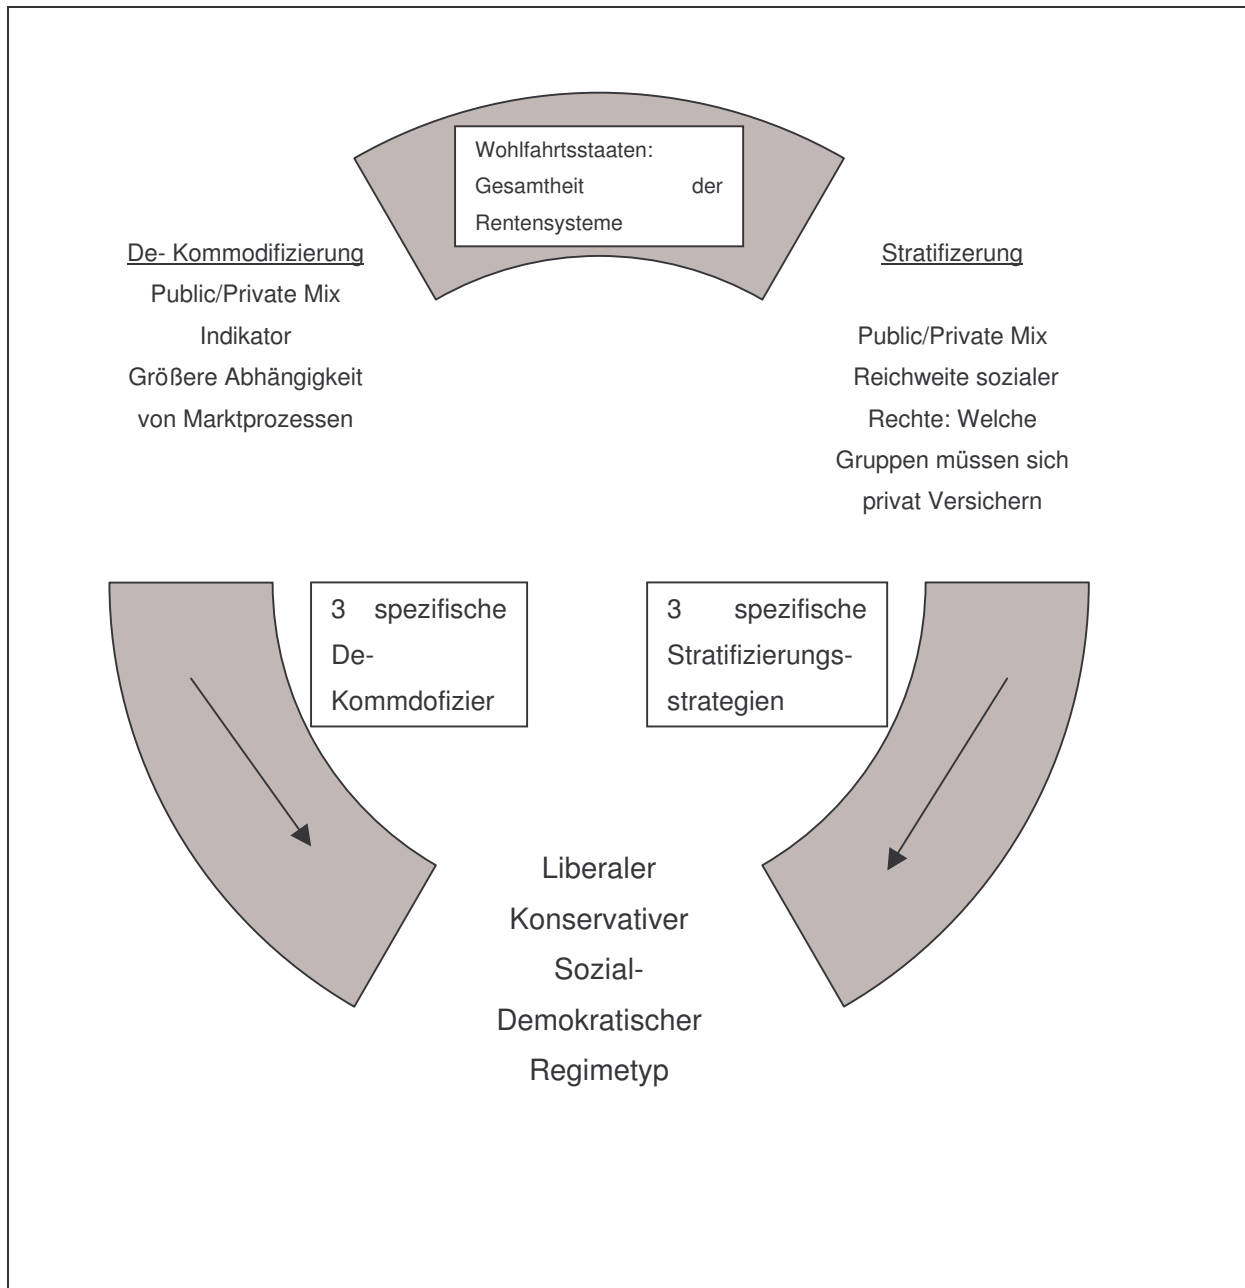 Wohlfahrtsstaaten:
Gesamtheit der
Rentensysteme
De- Kommodifizierung
Public/Private Mix
Indikator
Größere Abhängigkeit
von Marktprozessen
Stratifizerung
Public/Private Mix
Reichweite sozialer
Rechte: Welche
Gruppen müssen sich
privat Versichern
3 spezifische
De-
Kommdofizier
3 spezifische
Stratifizierungs-
strategien
Liberaler
Konservativer
Sozial-
Demokratischer
Regimetyp